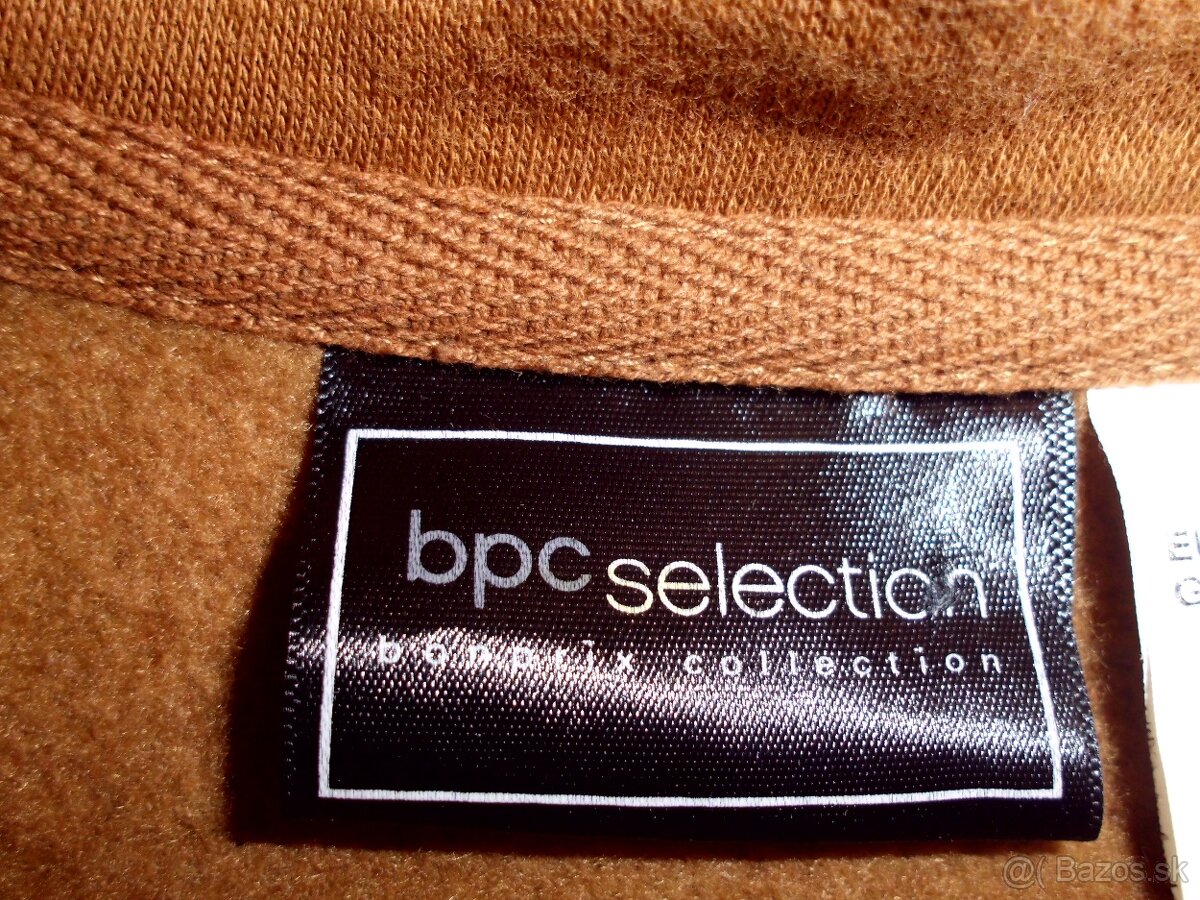 bpc selection
bonprix collection
@( Bazos.sk